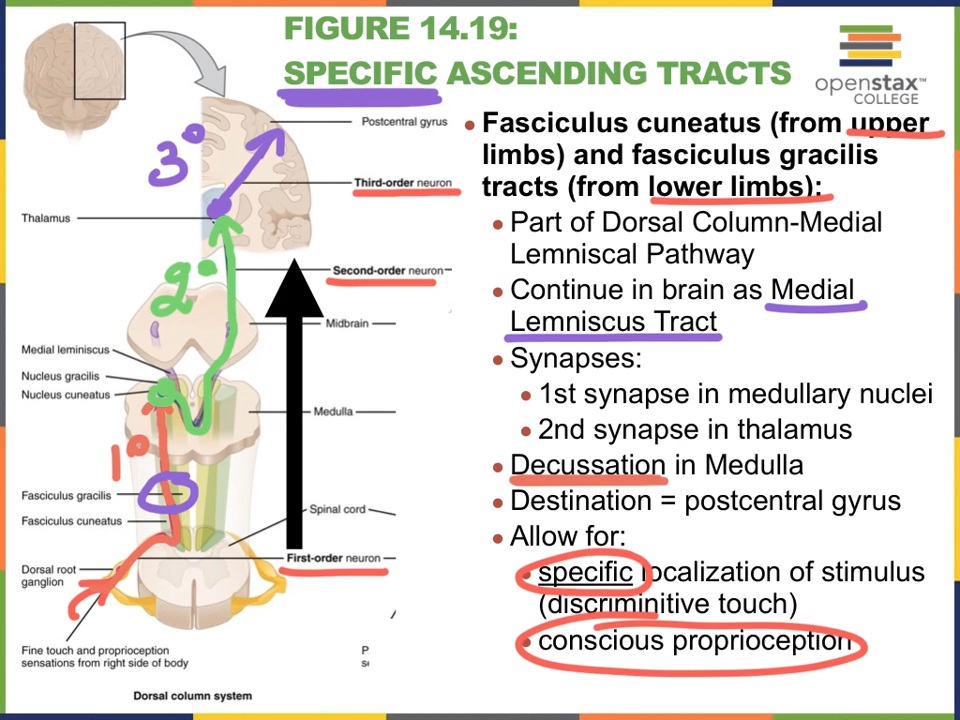 FIGURE 14.19:
SPECIFIC ASCENDING TRACTS
openstax™
COLLEGE
Postcentral gyrus
3°
Third-order neuron
Thalamus
2°
Second-order neuron
Midbrain
Medial leminiscus
Nucleus gracilis
Nucleus cuneatus
Medulla
1°
Fasciculus gracilis
Spinal cord
Fasciculus cuneatus
First-order neuron
Dorsal root
ganglion
Fine touch and proprioception
sensations from right side of body
P
Dorsal column system
• Fasciculus cuneatus (from upper
limbs) and fasciculus gracilis
tracts (from lower limbs):
• Part of Dorsal Column-Medial
Lemniscal Pathway
• Continue in brain as Medial
Lemniscus Tract
• Synapses:
• 1st synapse in medullary nuclei
• 2nd synapse in thalamus
• Decussation in Medulla
• Destination = postcentral gyrus
• Allow for:
• specific localization of stimulus
(discriminitive touch)
• conscious proprioception